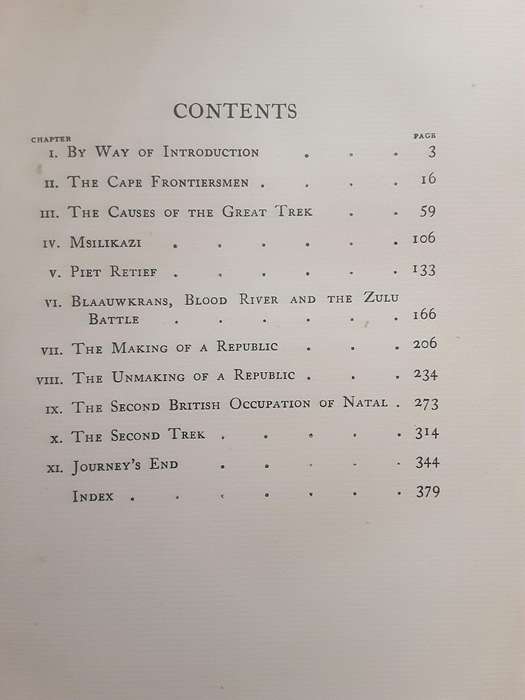 CONTENTS
CHAPTER PAGE
I. BY WAY OF INTRODUCTION . . . 3
II. THE CAPE FRONTIERSMEN . . . . 16
III. THE CAUSES OF THE GREAT TREK . . 59
IV. MSILIKAZI . . . . . . 106
V. PIET RETIEF . . . . . . 133
VI. BLAAUWKRANS, BLOOD RIVER AND THE ZULU
BATTLE . . . . . . 166
VII. THE MAKING OF A REPUBLIC . . . 206
VIII. THE UNMAKING OF A REPUBLIC . . . 234
IX. THE SECOND BRITISH OCCUPATION OF NATAL . 273
X. THE SECOND TREK . . . . . 314
XI. JOURNEY'S END . . . . . 344
INDEX . . . . . . . 379